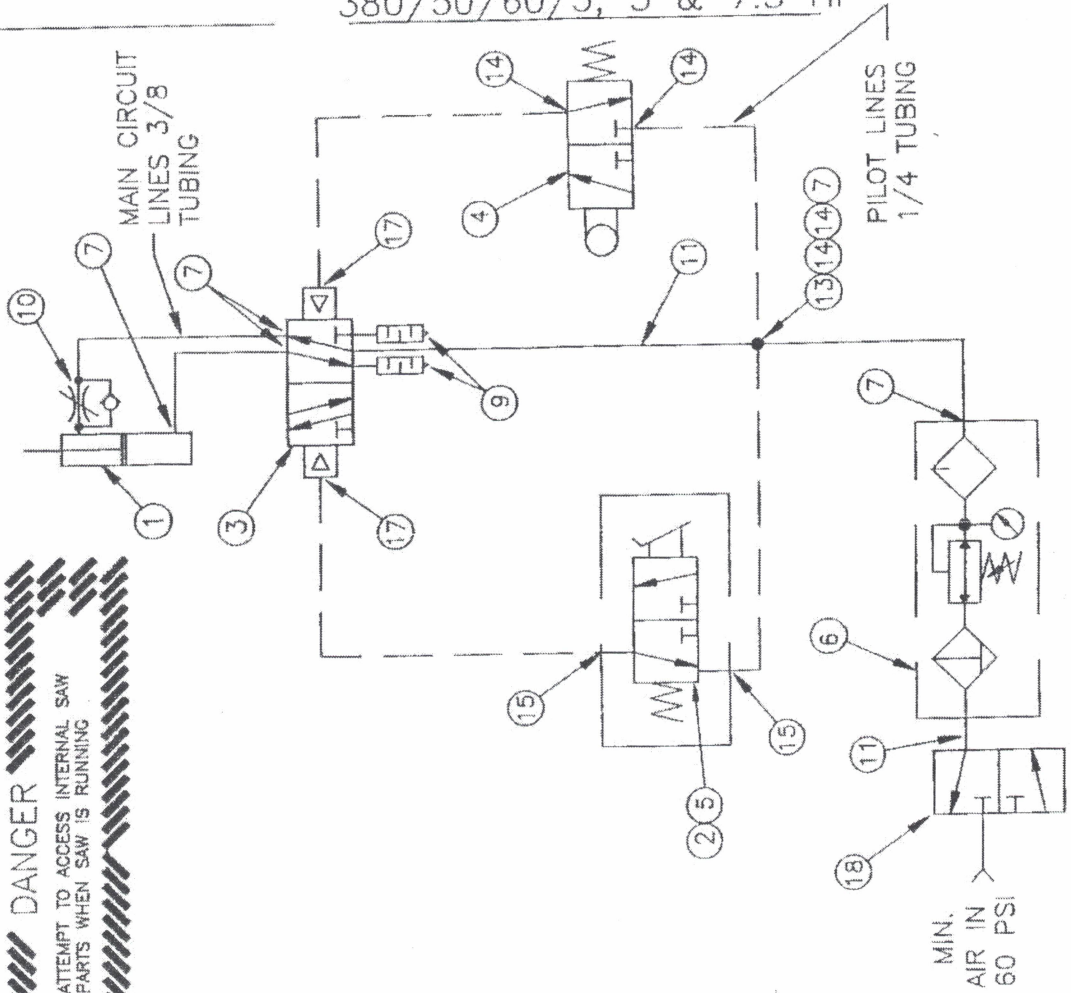 380/50/60/3, 5 & 7.5 HP
DANGER
ATTEMPT TO ACCESS INTERNAL SAW
PARTS WHEN SAW IS RUNNING
MAIN CIRCUIT
LINES 3/8
TUBING
PILOT LINES
1/4 TUBING
MIN.
AIR IN
60 PSI
10
7
7
1
3
17
17
9
14
14
4
11
13 14 14 7
15
15
2 5
7
6
11
18